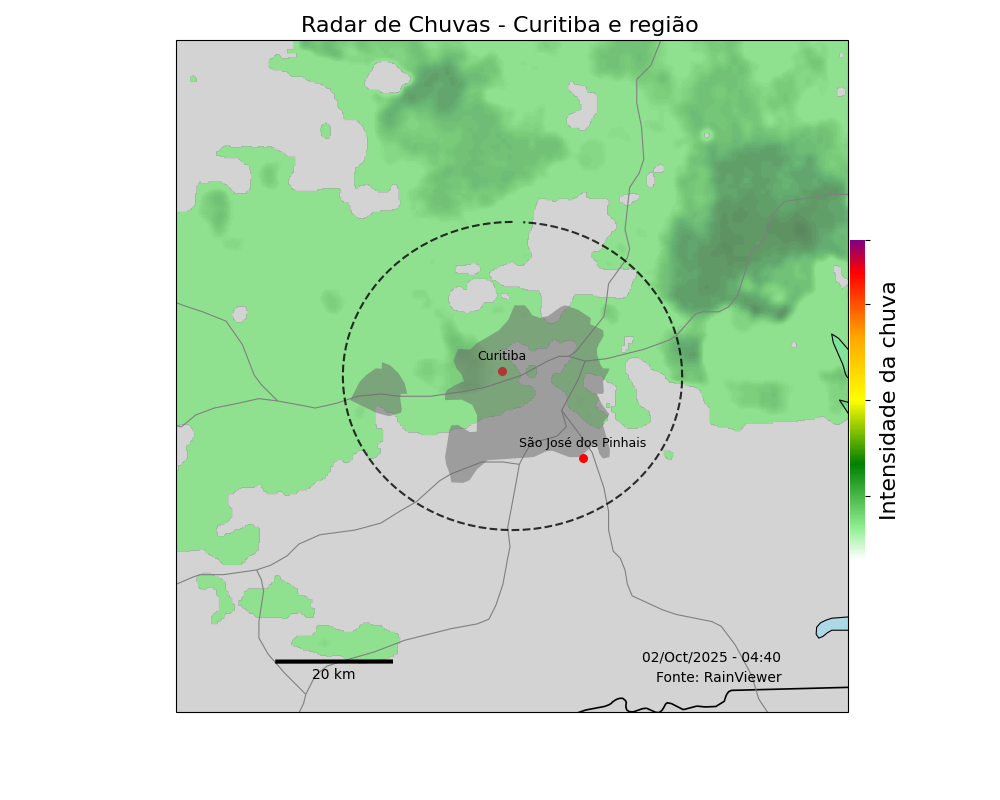 Radar de Chuvas - Curitiba e região
Curitiba
São José dos Pinhais
Intensidade da chuva
02/Oct/2025 - 04:40
Fonte: RainViewer
20 km